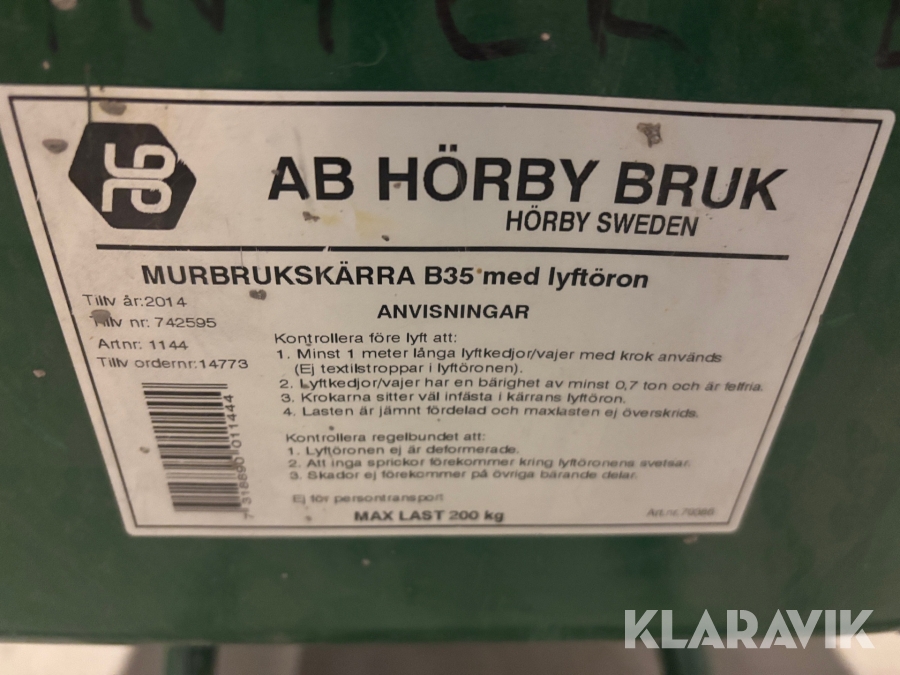 AB HÖRBY BRUK
HÖRBY SWEDEN
MURBRUKSKÄRRA B35 med lyftöron
Tillv år:2014
Tillv nr: 742595
Artnr: 1144
Tillv ordernr:14773
7 318890 011444
ANVISNINGAR
Kontrollera före lyft att:
1. Minst 1 meter långa lyftkedjor/vajer med krok används
(Ej textilstroppar i lyftöronen).
2. Lyftkedjor/vajer har en bärighet av minst 0,7 ton och är felfria.
3. Krokarna sitter väl infästa i kärrans lyftöron.
4. Lasten är jämnt fördelad och maxlasten ej överskrids.
Kontrollera regelbundet att:
1. Lyftöronen ej är deformerade.
2. Att inga sprickor förekommer kring lyftöronens svetsar.
3. Skador ej förekommer på övriga bärande delar.
Ej för persontransport
MAX LAST 200 kg
Art.nr.
KLARAVIK